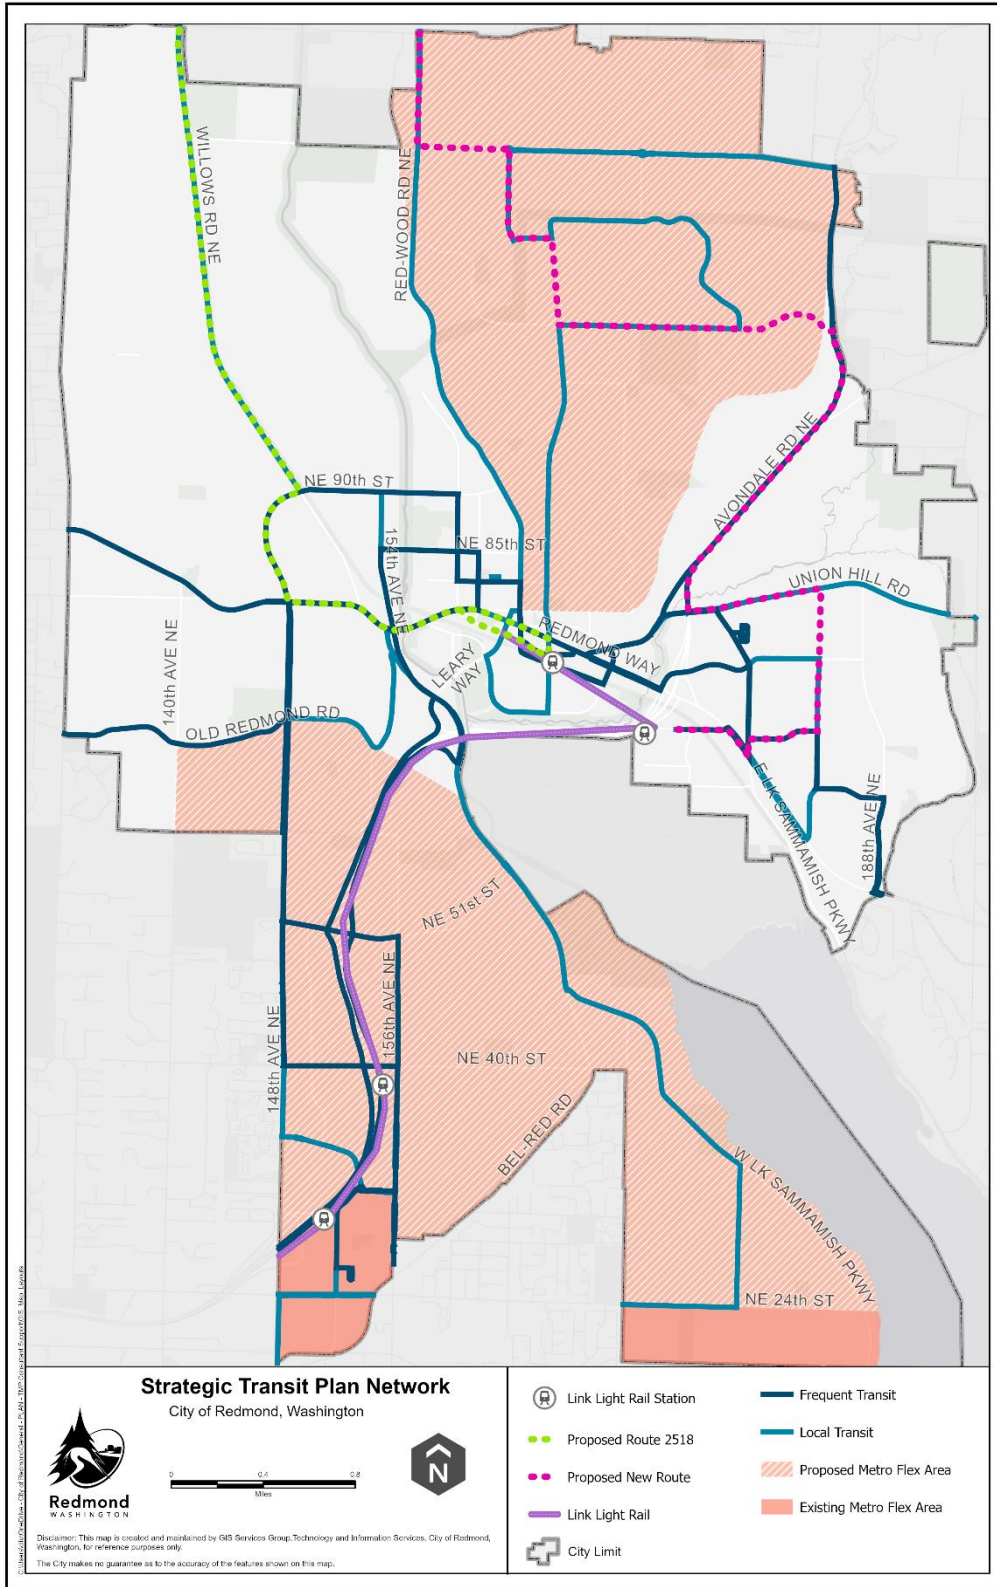 WILLOWS RD NE
RED-WOOD RD NE
AVONDALE RD NE
NE 90th ST
NE 85th ST
154th AVE NE
UNION HILL RD
REDMOND WAY
LEARY
WAY
140th AVE NE
OLD REDMOND RD
E LK SAMMAMISH PKWY
188th AVE NE
NE 51st ST
156th AVE NE
148th AVE NE
NE 40th ST
BEL-RED RD
W LK SAMMAMISH PKWY
NE 24th ST
Strategic Transit Plan Network
City of Redmond, Washington
0 0.4 0.8
Miles
N
Redmond
WASHINGTON
Disclaimer: This map is created and maintained by GIS Services Group, Technology and Information Services, City of Redmond,
Washington, for reference purposes only.
The City makes no guarantee as to the accuracy of the features shown on this map.
Link Light Rail Station
Proposed Route 2518
Proposed New Route
Link Light Rail
City Limit
Frequent Transit
Local Transit
Proposed Metro Flex Area
Existing Metro Flex Area